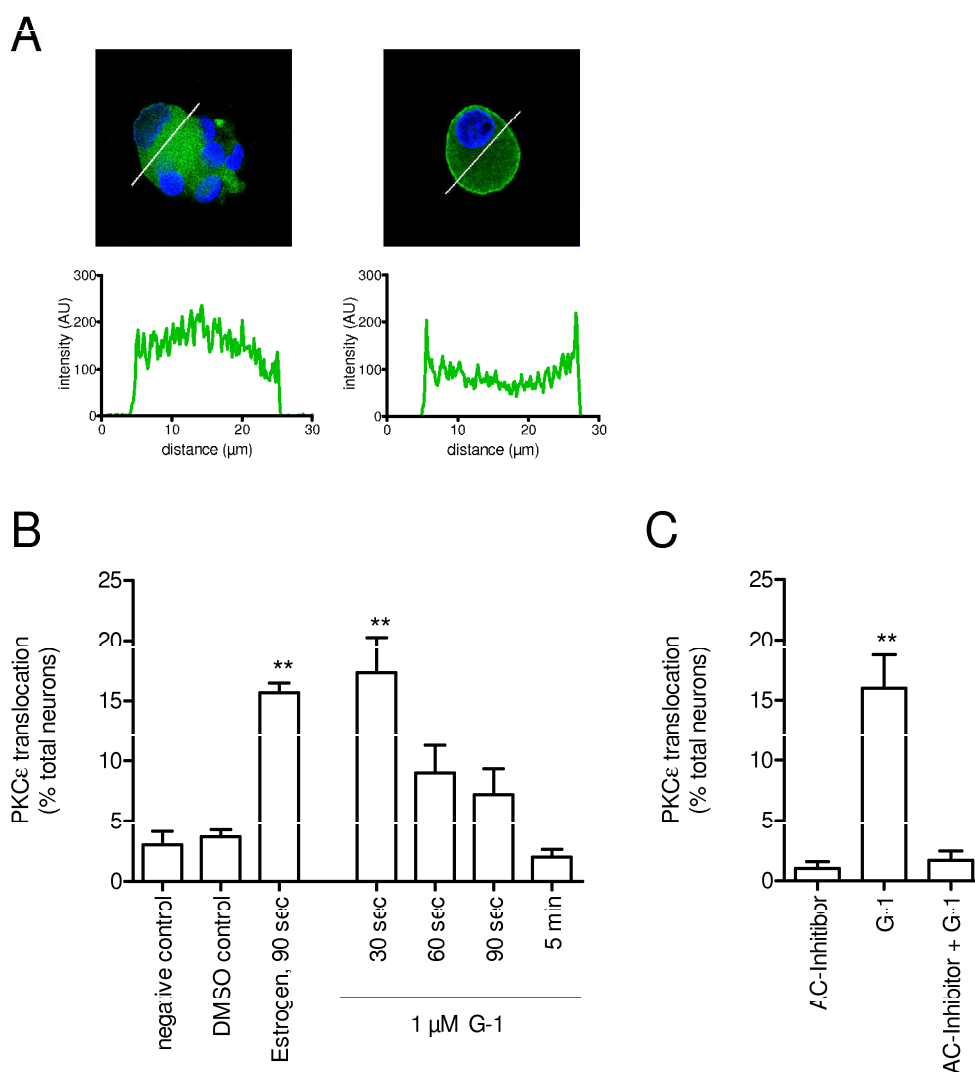 A
300
200
100
0
intensity (AU)
0 10 20 30
distance (µm)
300
200
100
0
intensity (AU)
0 10 20 30
distance (µm)
B
25
20
15
10
5
0
PKCε translocation
(% total neurons)
**
**
negative control
DMSO control
Estrogen, 90 sec
30 sec
60 sec
90 sec
5 min
1 µM G-1
C
25
20
15
10
5
0
PKCε translocation
(% total neurons)
**
AC-Inhitibor
G-1
AC-Inhibitor + G-1